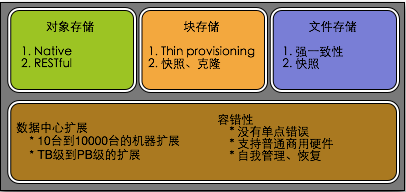 对象存储
1. Native
2. RESTful
块存储
1. Thin provisioning
2. 快照、克隆
文件存储
1. 强一致性
2. 快照
数据中心扩展
* 10台到10000台的机器扩展
* TB级到PB级的扩展
容错性
* 没有单点错误
* 支持普通商用硬件
* 自我管理、恢复